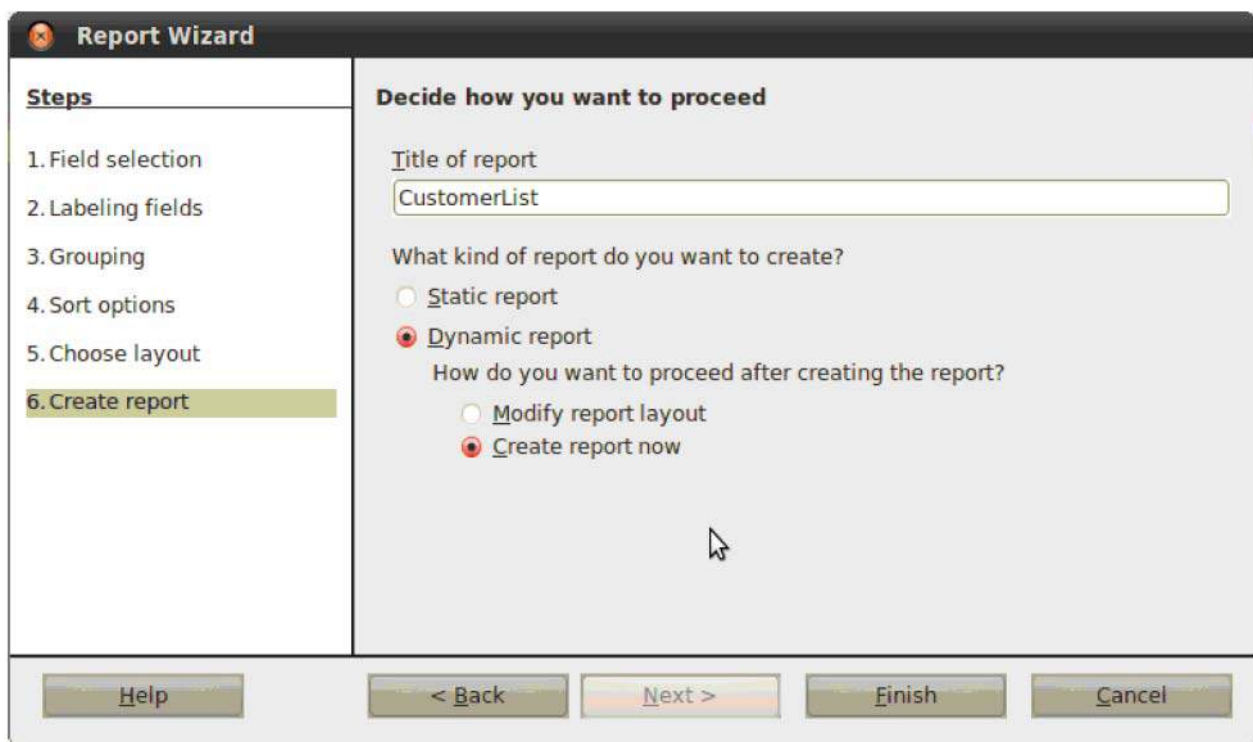 Report Wizard
Steps
1. Field selection
2. Labeling fields
3. Grouping
4. Sort options
5. Choose layout
6. Create report
Decide how you want to proceed
Title of report
CustomerList
What kind of report do you want to create?
Static report
Dynamic report
How do you want to proceed after creating the report?
Modify report layout
Create report now
Help
< Back
Next >
Finish
Cancel